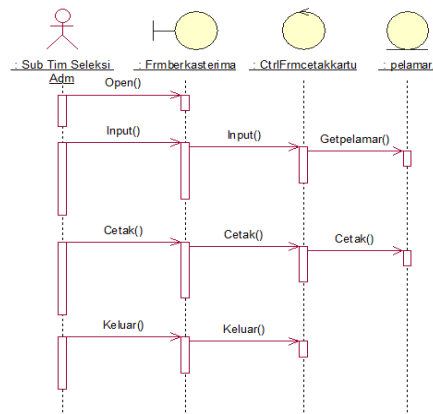 : Sub Tim Seleksi
Adm
: Frmberkasterima
: CtrlFrmcetakkartu
: pelamar
Open()
Input()
Input()
Getpelamar()
Cetak()
Cetak()
Cetak()
Keluar()
Keluar()